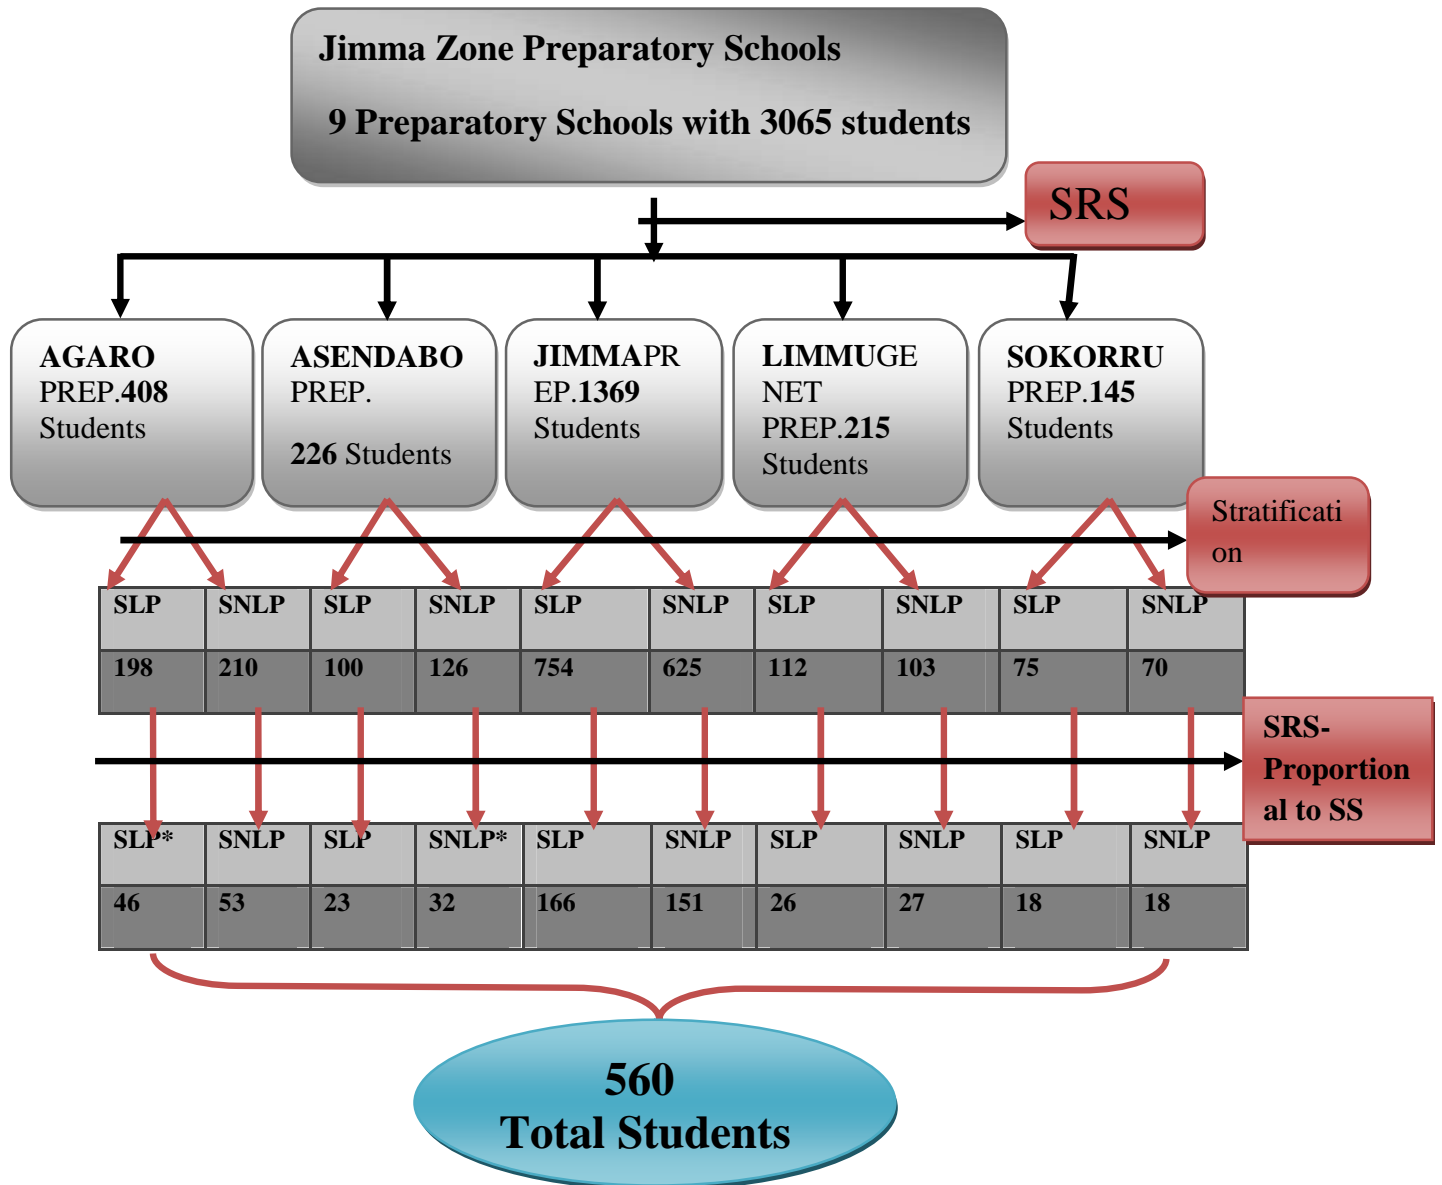 Jimma Zone Preparatory Schools
9 Preparatory Schools with 3065 students
SRS
AGARO
PREP.408
Students
ASENDABO
PREP.
226 Students
JIMMAPR
EP.1369
Students
LIMMUGE
NET
PREP.215
Students
SOKORRU
PREP.145
Students
Stratificati
on
SLP SNLP SLP SNLP SLP SNLP SLP SNLP SLP SNLP
198 210 100 126 754 625 112 103 75 70
SRS-
Proportion
al to SS
SLP* SNLP SLP SNLP* SLP SNLP SLP SNLP SLP SNLP
46 53 23 32 166 151 26 27 18 18
560
Total Students